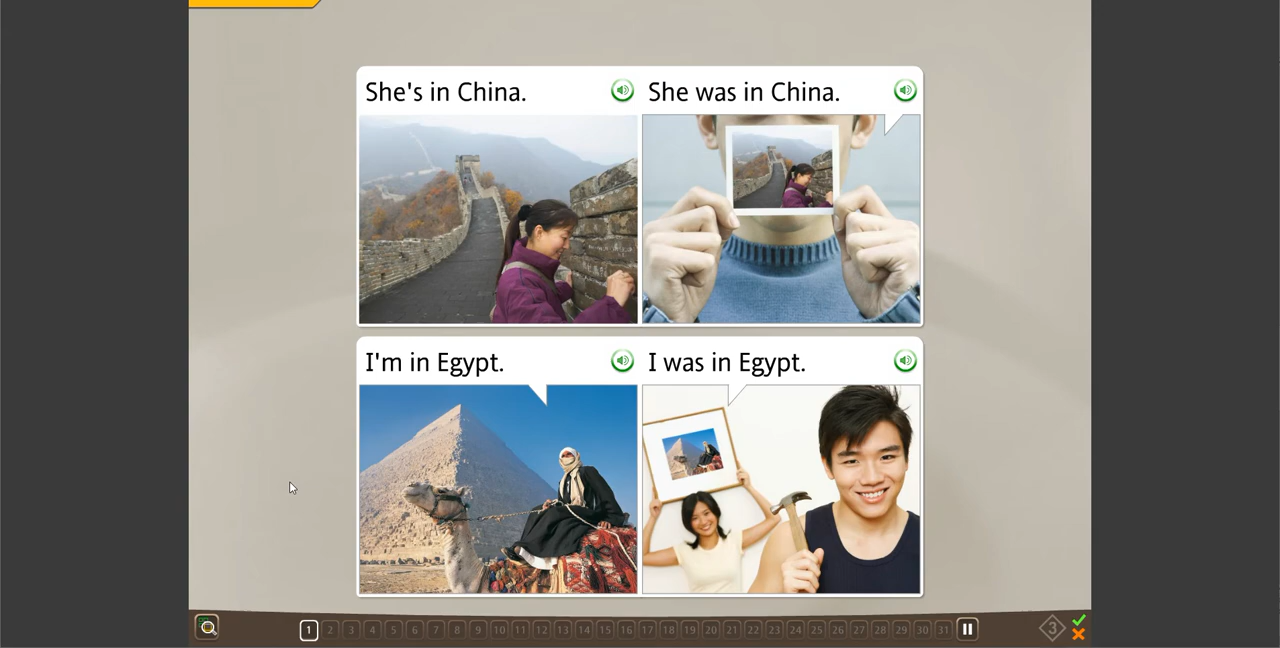 She's in China.
She was in China.
I'm in Egypt.
I was in Egypt.
1 2 3 4 5 6 7 8 9 10 11 12 13 14 15 16 17 18 19 20 21 22 23 24 25 26 27 28 29 30 31
3